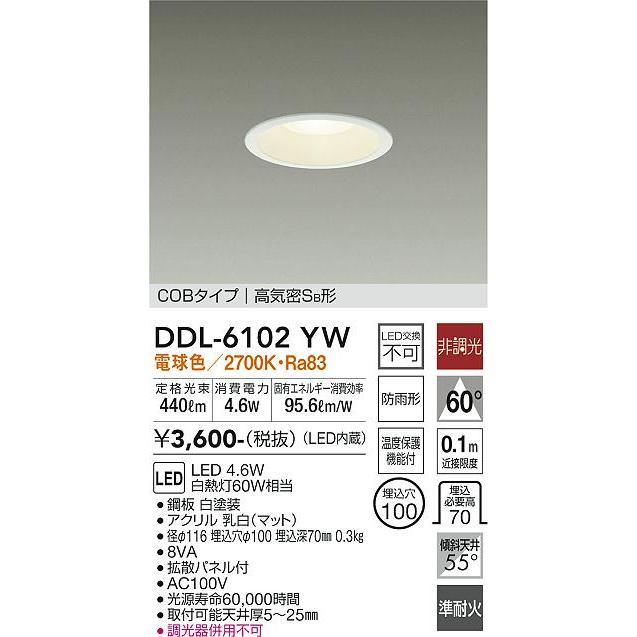 COBタイプ｜高気密SB形
DDL-6102 YW
電球色／2700K・Ra83
定格光束 消費電力 固有エネルギー消費効率
440ℓm 4.6W 95.6ℓm/W
¥3,600-(税抜)（LED内蔵）
LED交換
不可
非調光
防雨形
60°
温度保護
機能付
0.1m
近接限度
LED
LED 4.6W
白熱灯60W相当
埋込穴
100
埋込
必要高
70
●鋼板 白塗装
●アクリル 乳白(マット)
●径φ116 埋込穴φ100 埋込深70㎜ 0.3㎏
●8VA
●拡散パネル付
●AC100V
●光源寿命60,000時間
●取付可能天井厚5～25㎜
●調光器併用不可
傾斜天井
55°
準耐火